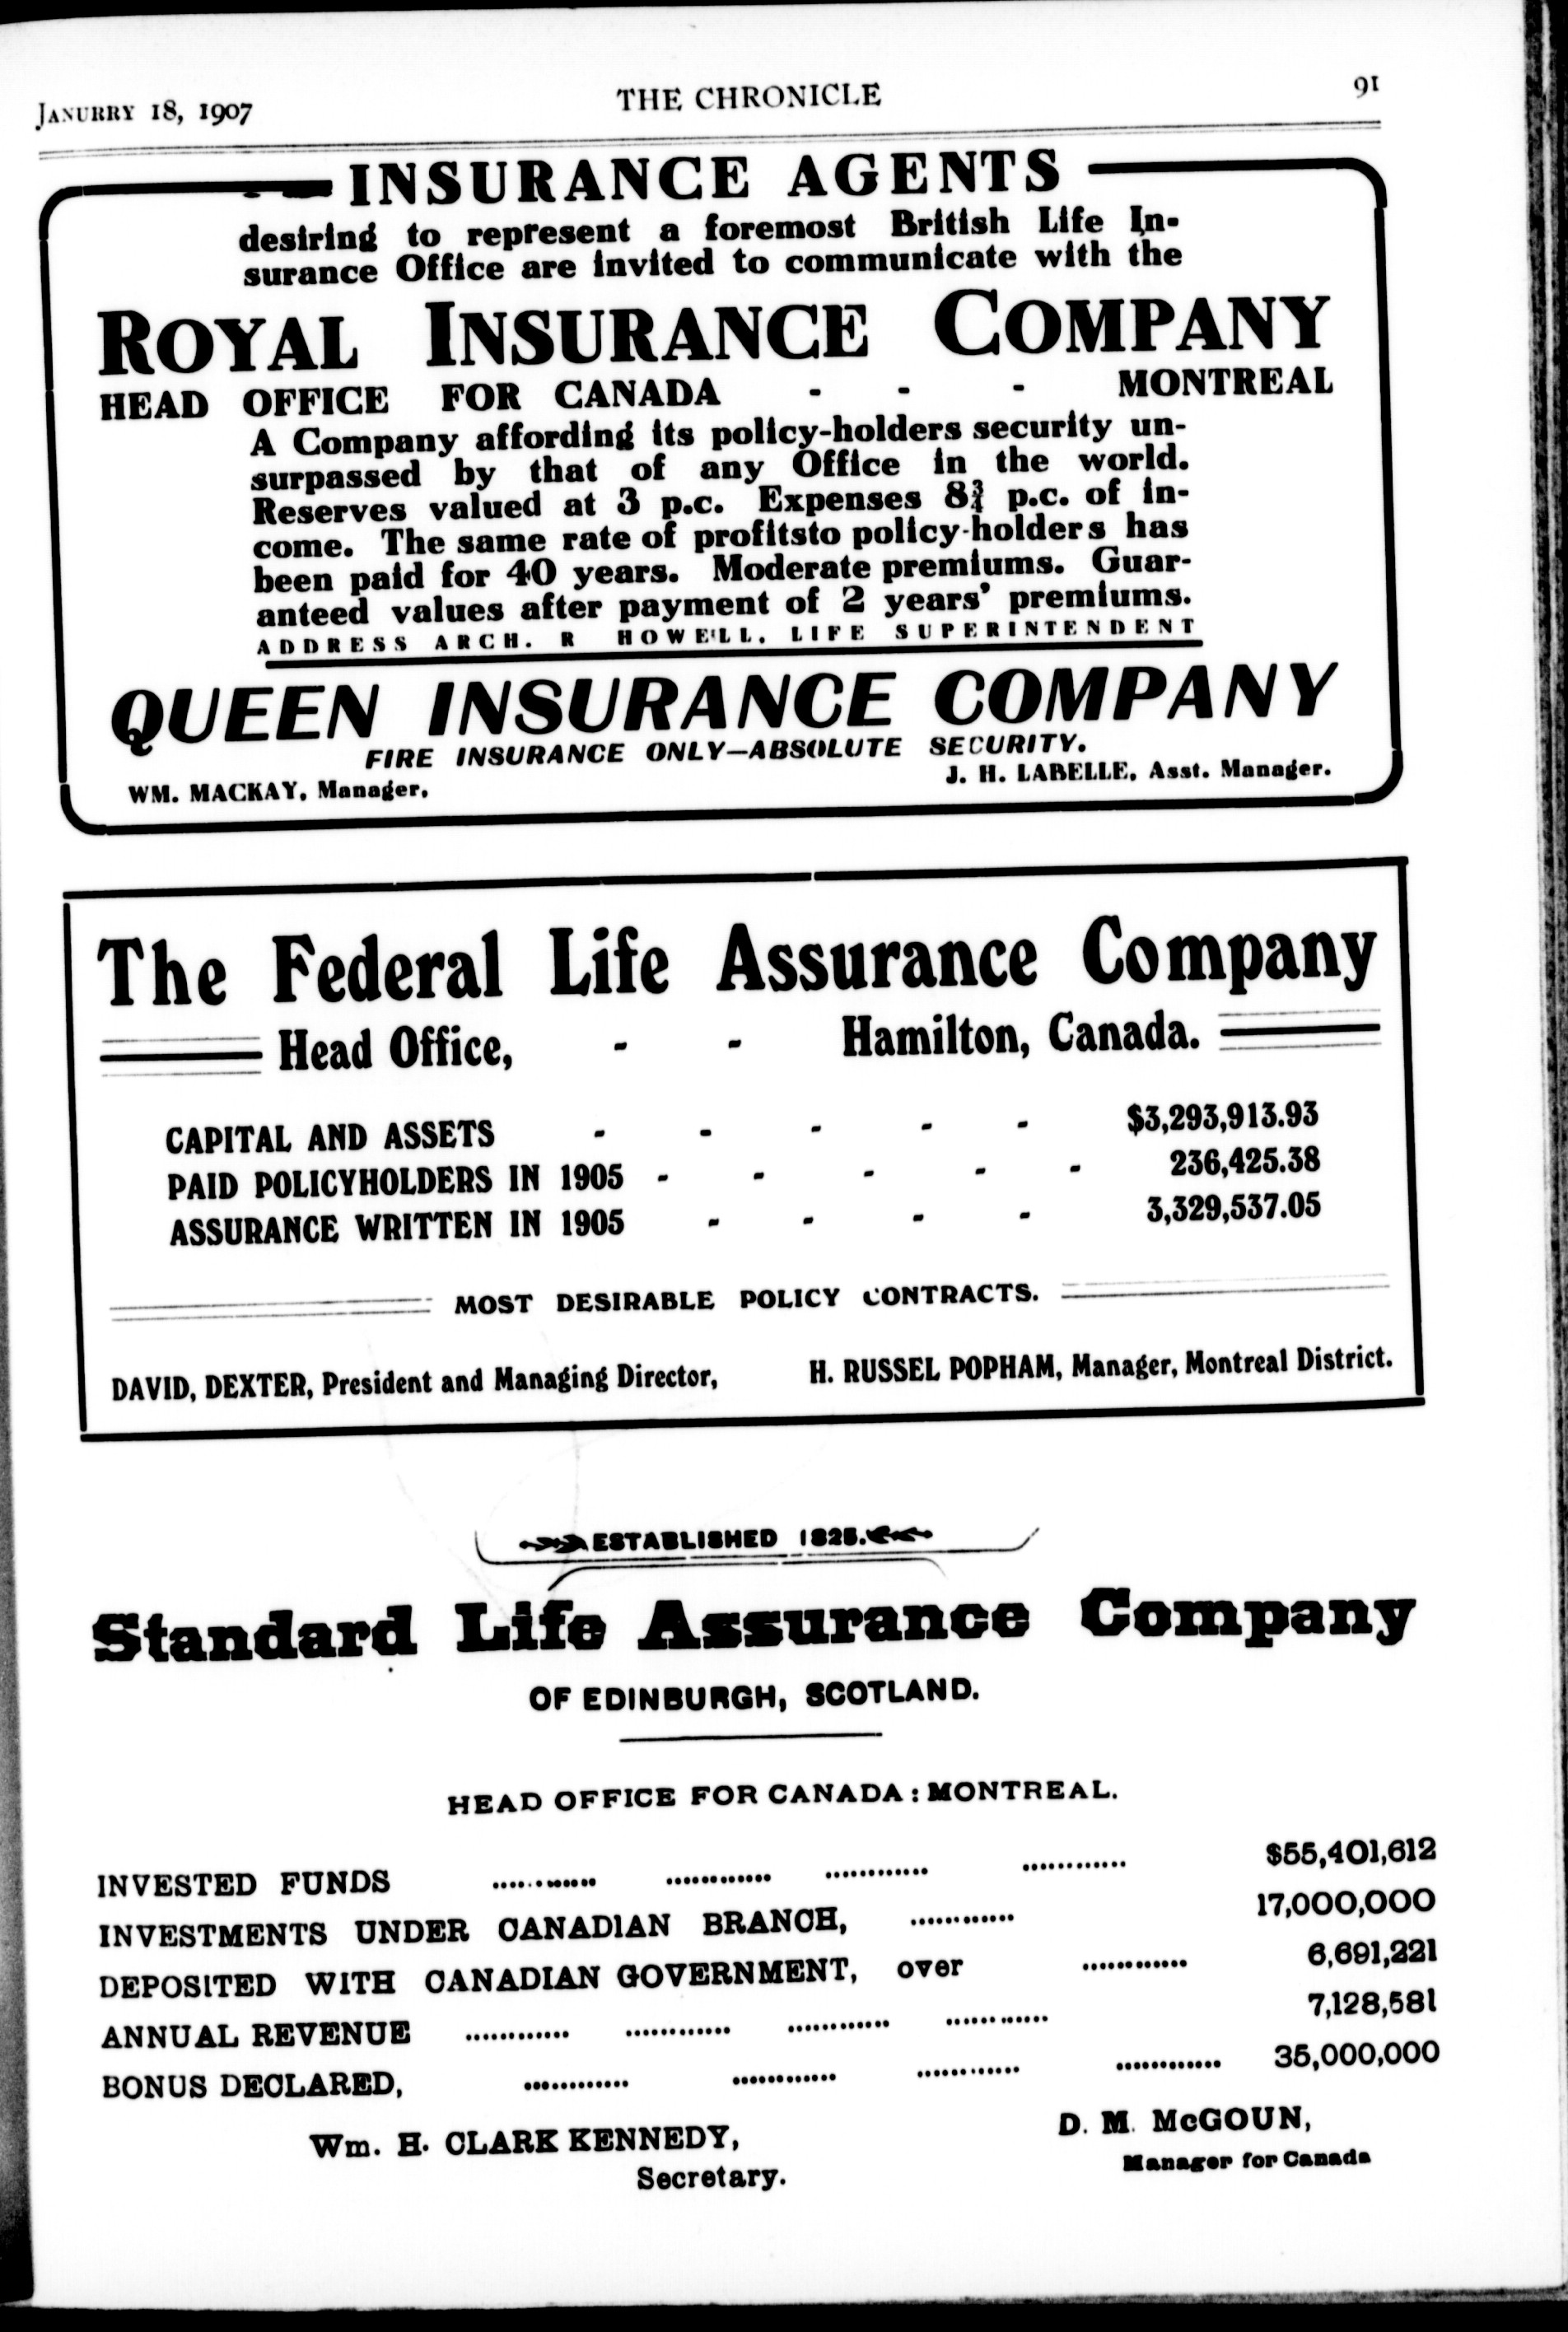 JANURRY 18, 1907 THE CHRONICLE 91
INSURANCE AGENTS
desiring to represent a foremost British Life In-
surance Office are invited to communicate with the
ROYAL INSURANCE COMPANY
HEAD OFFICE FOR CANADA - - - MONTREAL
A Company affording its policy-holders security un-
surpassed by that of any Office in the world.
Reserves valued at 3 p.c. Expenses 8¾ p.c. of in-
come. The same rate of profitsto policy-holders has
been paid for 40 years. Moderate premiums. Guar-
anteed values after payment of 2 years' premiums.
ADDRESS ARCH. R HOWELL, LIFE SUPERINTENDENT
QUEEN INSURANCE COMPANY
FIRE INSURANCE ONLY—ABSOLUTE SECURITY.
WM. MACKAY, Manager, J. H. LABELLE, Asst. Manager.
The Federal Life Assurance Company
Head Office, - - Hamilton, Canada.
CAPITAL AND ASSETS - - - - - $3,293,913.93
PAID POLICYHOLDERS IN 1905 - - - - - 236,425.38
ASSURANCE WRITTEN IN 1905 - - - - 3,329,537.05
MOST DESIRABLE POLICY CONTRACTS.
DAVID, DEXTER, President and Managing Director, H. RUSSEL POPHAM, Manager, Montreal District.
ESTABLISHED 1825.
Standard Life Assurance Company
OF EDINBURGH, SCOTLAND.
HEAD OFFICE FOR CANADA : MONTREAL.
INVESTED FUNDS ............ ............ ............ ............ $55,401,612
INVESTMENTS UNDER CANADIAN BRANCH, ............ 17,000,000
DEPOSITED WITH CANADIAN GOVERNMENT, over ............ 6,691,221
ANNUAL REVENUE ............ ............ ............ ............ 7,128,581
BONUS DECLARED, ............ ............ ............ ............ 35,000,000
Wm. H. CLARK KENNEDY, D. M. McGOUN,
Secretary. Manager for Canada